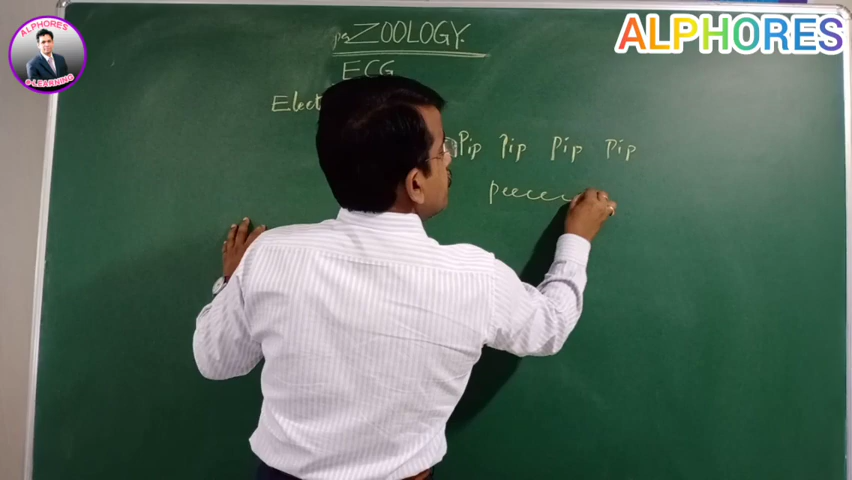 ALPHORES
e-LEARNING
ALPHORES
ZOOLOGY
ECG
Elect
Pip Pip Pip Pip
peeeee